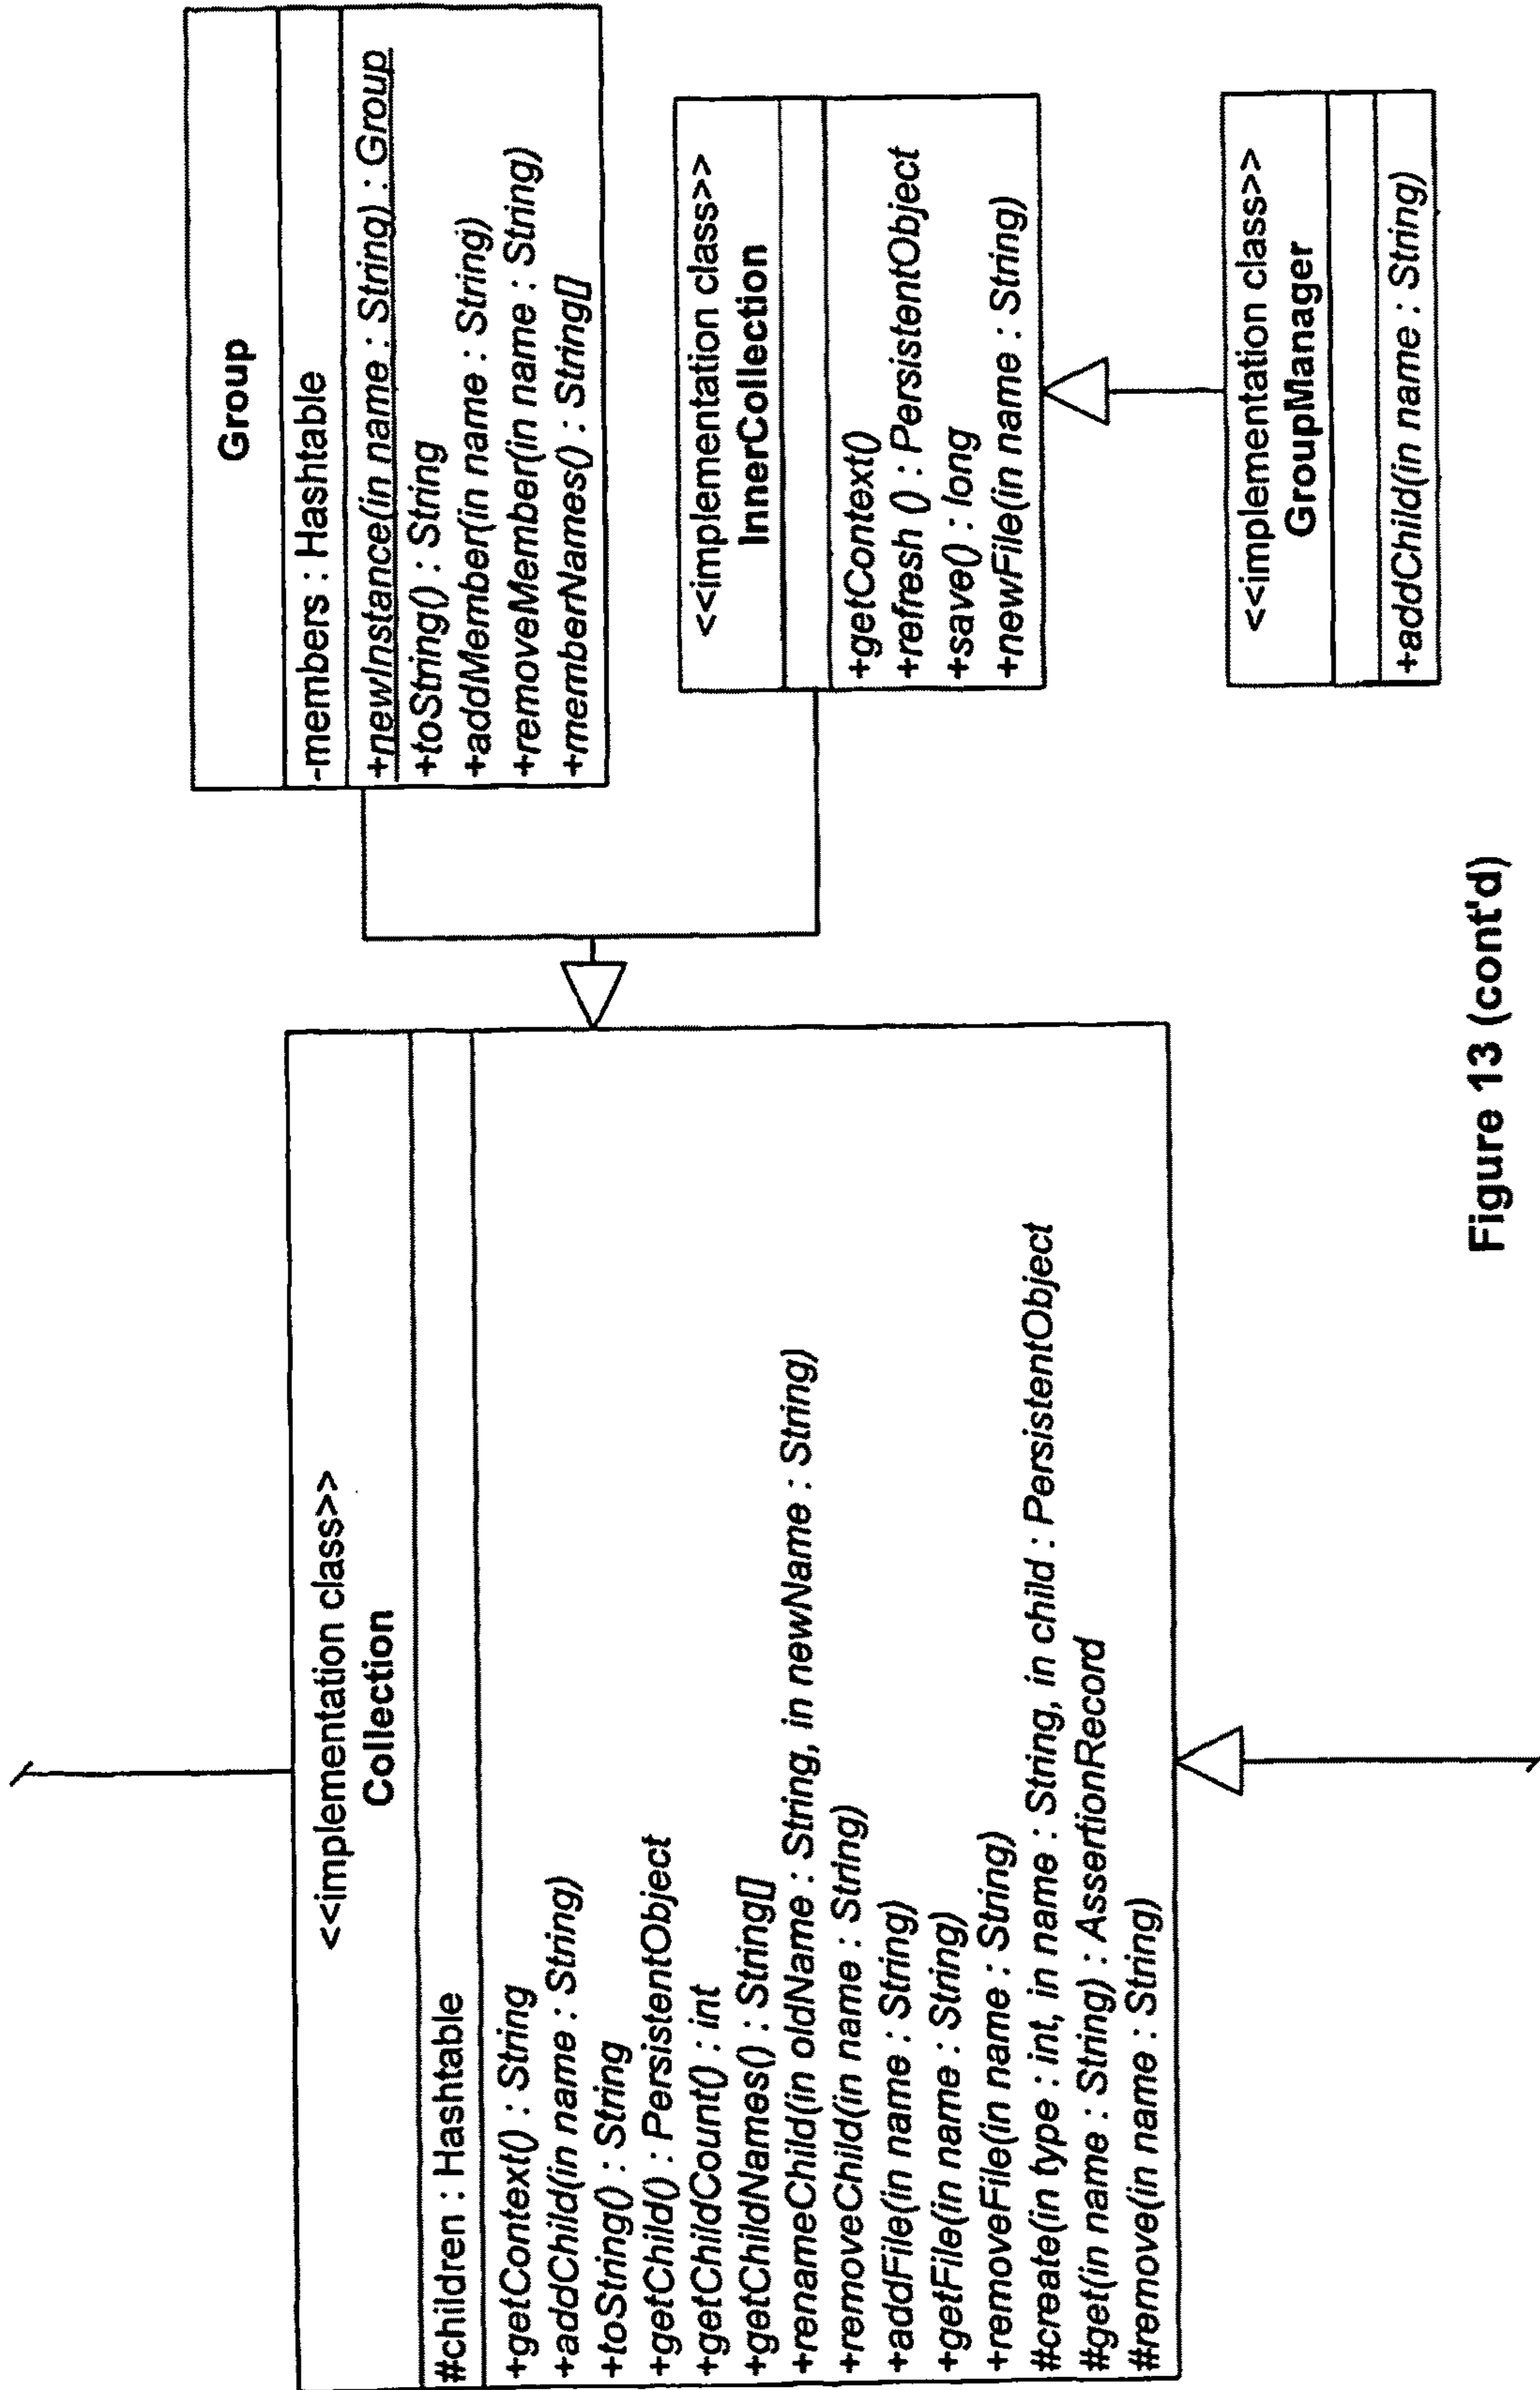 <<implementation class>>
Collection
#children : Hashtable
+getContext() : String
+addChild(in name : String)
+toString() : String
+getChild() : PersistentObject
+getChildCount() : int
+getChildNames() : String[]
+renameChild(in oldName : String, in newName : String)
+removeChild(in name : String)
+addFile(in name : String)
+getFile(in name : String)
+removeFile(in name : String)
#create(in type : int, in name : String, in child : PersistentObject
#get(in name : String) : AssertionRecord
#remove(in name : String)
Group
-members : Hashtable
+newInstance(in name : String) : Group
+toString() : String
+addMember(in name : String)
+removeMember(in name : String)
+memberNames() : String[]
<<implementation class>>
InnerCollection
+getContext()
+refresh () : PersistentObject
+save() : long
+newFile(in name : String)
<<implementation class>>
GroupManager
+addChild(in name : String)
Figure 13 (cont'd)